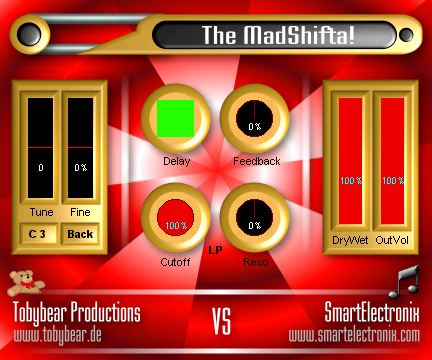 The MadShifta!
0
0%
Delay
0%
Feedback
Tune
Fine
C 3
Back
100%
Cutoff
LP
0%
Reso
100%
100%
DryWet
OutVol
Tobybear Productions
www.tobybear.de
VS
SmartElectronix
www.smartelectronix.com